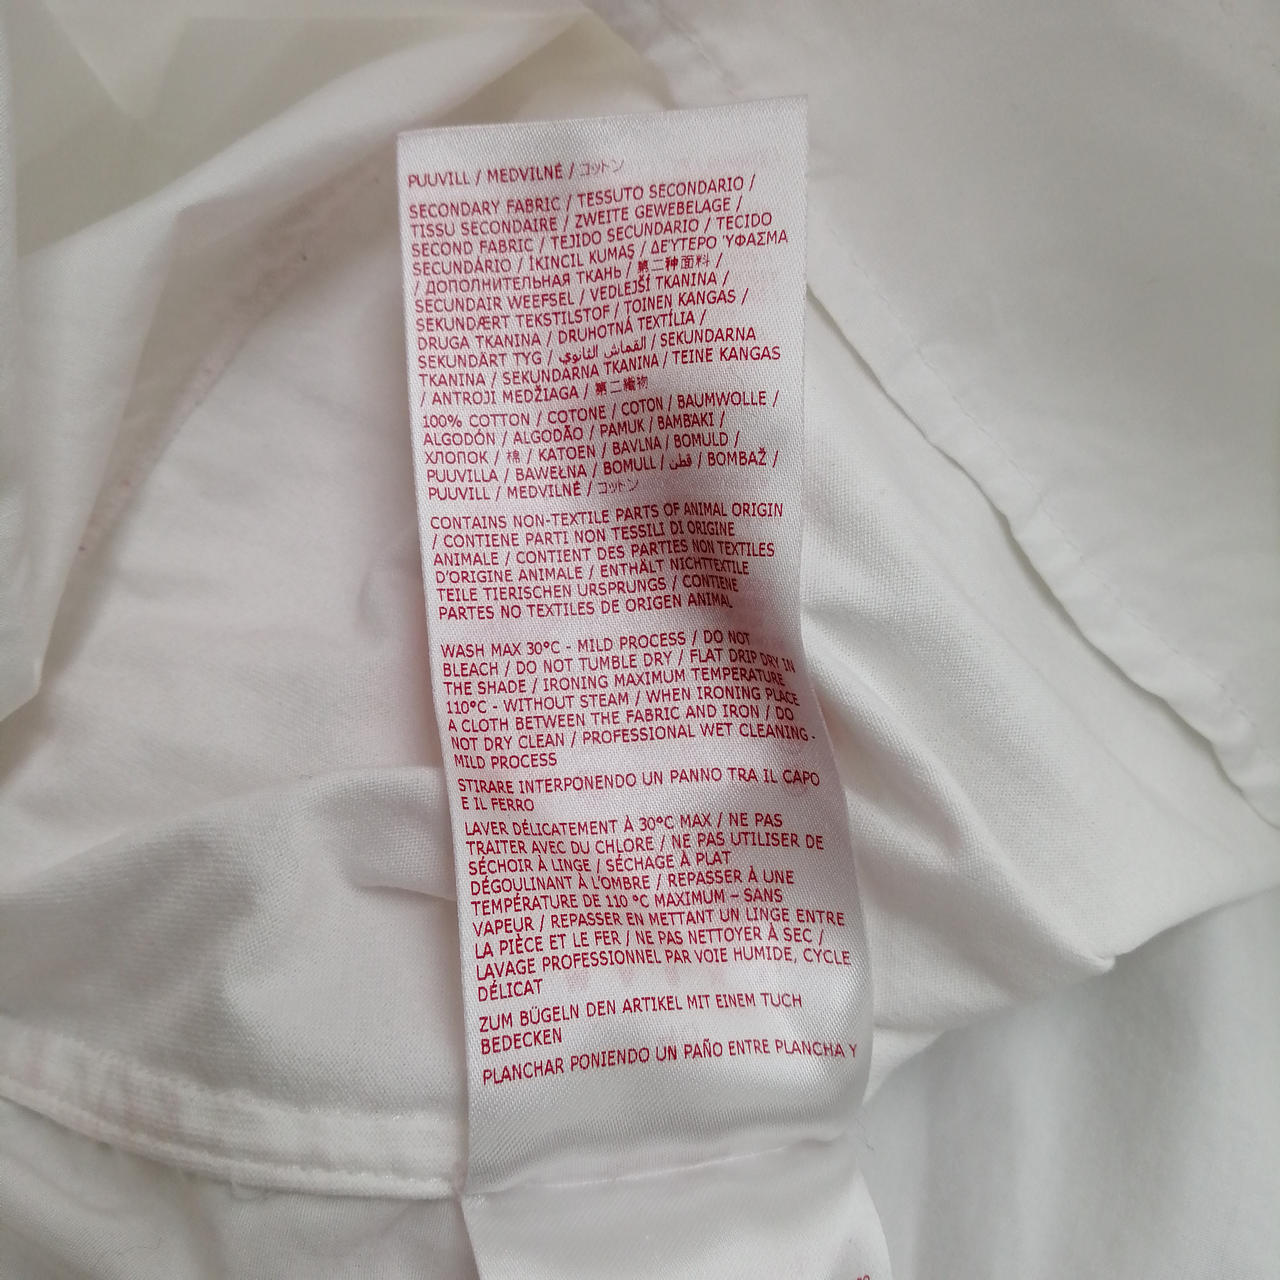 PUUVILL / MEDVILNĖ / コットン
SECONDARY FABRIC / TESSUTO SECONDARIO /
TISSU SECONDAIRE / ZWEITE GEWEBELAGE /
SECOND FABRIC / TEJIDO SECUNDARIO / TECIDO
SECUNDÁRIO / İKINCIL KUMAŞ / ΔΕΎΤΕΡΟ ΎΦΑΣΜΑ
/ ДОПОЛНИТЕЛЬНАЯ ТКАНЬ / 第二种面料 /
SECUNDAIR WEEFSEL / VEDLEJŠÍ TKANINA /
SEKUNDÆRT TEKSTILSTOF / TOINEN KANGAS /
DRUGA TKANINA / DRUHOTNÁ TEXTÍLIA /
SEKUNDÄRT TYG / القماش الثانوي / SEKUNDARNA
TKANINA / SEKUNDARNA TKANINA / TEINE KANGAS
/ ANTROJI MEDŽIAGA / 第二織物
100% COTTON / COTONE / COTON / BAUMWOLLE /
ALGODÓN / ALGODÃO / PAMUK / ΒΑΜΒΆΚΙ /
ХЛОПОК / 棉 / KATOEN / BAVLNA / BOMULD /
PUUVILLA / BAWEŁNA / BOMULL / قطن / BOMBAŽ /
PUUVILL / MEDVILNĖ / コットン
CONTAINS NON-TEXTILE PARTS OF ANIMAL ORIGIN
/ CONTIENE PARTI NON TESSILI DI ORIGINE
ANIMALE / CONTIENT DES PARTIES NON TEXTILES
D'ORIGINE ANIMALE / ENTHÄLT NICHTTEXTILE
TEILE TIERISCHEN URSPRUNGS / CONTIENE
PARTES NO TEXTILES DE ORIGEN ANIMAL
WASH MAX 30°C - MILD PROCESS / DO NOT
BLEACH / DO NOT TUMBLE DRY / FLAT DRIP DRY IN
THE SHADE / IRONING MAXIMUM TEMPERATURE
110°C - WITHOUT STEAM / WHEN IRONING PLACE
A CLOTH BETWEEN THE FABRIC AND IRON / DO
NOT DRY CLEAN / PROFESSIONAL WET CLEANING -
MILD PROCESS
STIRARE INTERPONENDO UN PANNO TRA IL CAPO
E IL FERRO
LAVER DÉLICATEMENT À 30°C MAX / NE PAS
TRAITER AVEC DU CHLORE / NE PAS UTILISER DE
SÉCHOIR À LINGE / SÉCHAGE À PLAT
DÉGOULINANT À L'OMBRE / REPASSER À UNE
TEMPÉRATURE DE 110 °C MAXIMUM – SANS
VAPEUR / REPASSER EN METTANT UN LINGE ENTRE
LA PIÈCE ET LE FER / NE PAS NETTOYER À SEC /
LAVAGE PROFESSIONNEL PAR VOIE HUMIDE, CYCLE
DÉLICAT
ZUM BÜGELN DEN ARTIKEL MIT EINEM TUCH
BEDECKEN
PLANCHAR PONIENDO UN PAÑO ENTRE PLANCHA Y